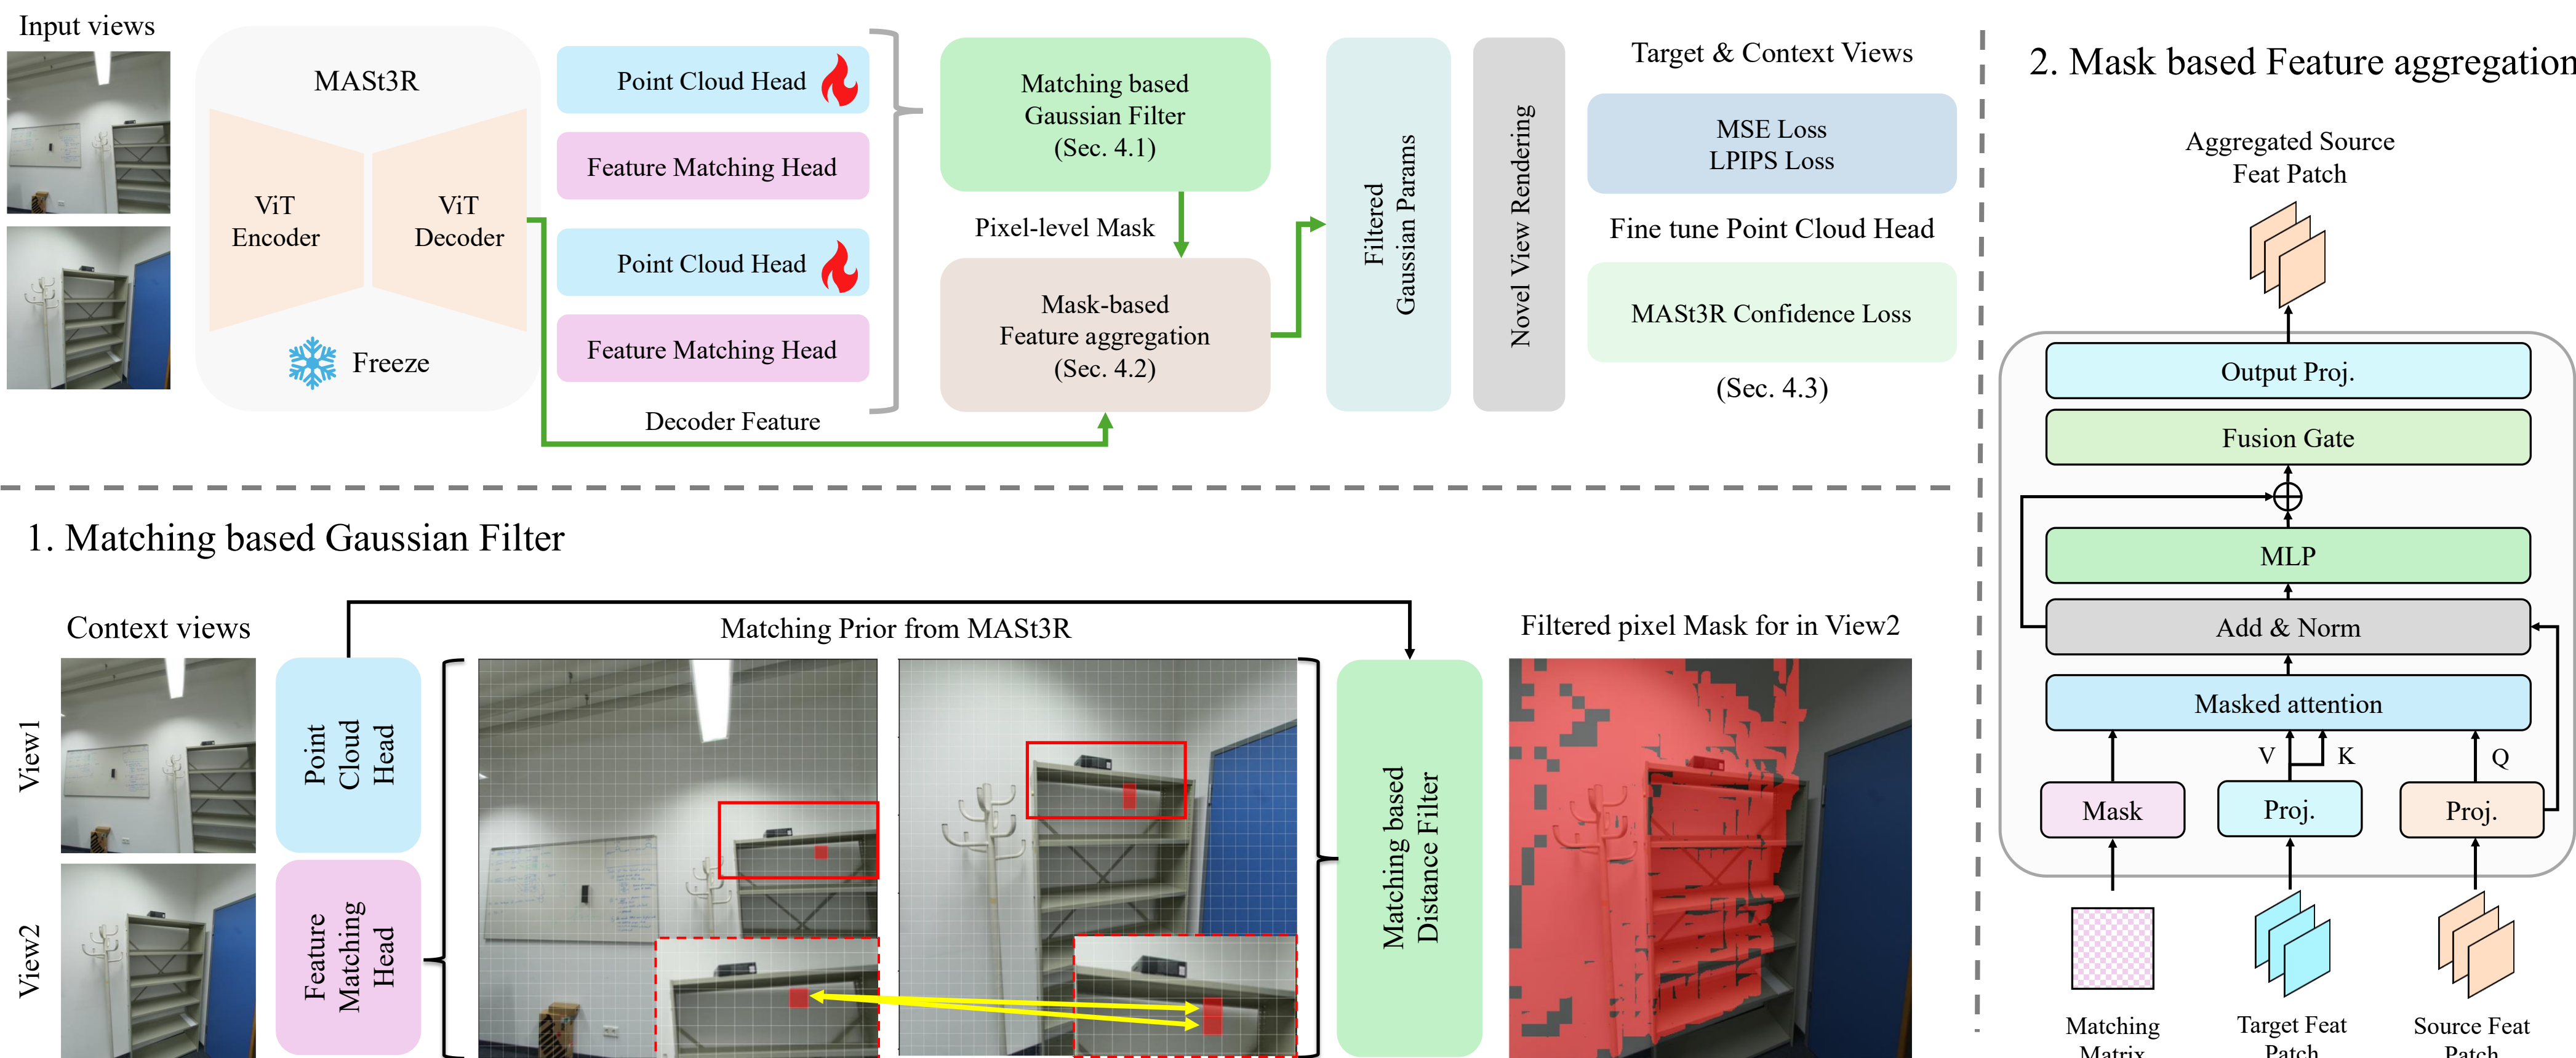 Input views
MASt3R
ViT
Encoder
ViT
Decoder
Freeze
Point Cloud Head
Feature Matching Head
Point Cloud Head
Feature Matching Head
Decoder Feature
Matching based
Gaussian Filter
(Sec. 4.1)
Pixel-level Mask
Mask-based
Feature aggregation
(Sec. 4.2)
Filtered
Gaussian Params
Novel View Rendering
Target & Context Views
MSE Loss
LPIPS Loss
Fine tune Point Cloud Head
MASt3R Confidence Loss
(Sec. 4.3)
1. Matching based Gaussian Filter
Context views
View1
View2
Point
Cloud
Head
Feature
Matching
Head
Matching Prior from MASt3R
Matching based
Distance Filter
Filtered pixel Mask for in View2
2. Mask based Feature aggregation
Aggregated Source
Feat Patch
Output Proj.
Fusion Gate
MLP
Add & Norm
Masked attention
V
K
Q
Mask
Proj.
Proj.
Matching
Matrix
Target Feat
Patch
Source Feat
Patch